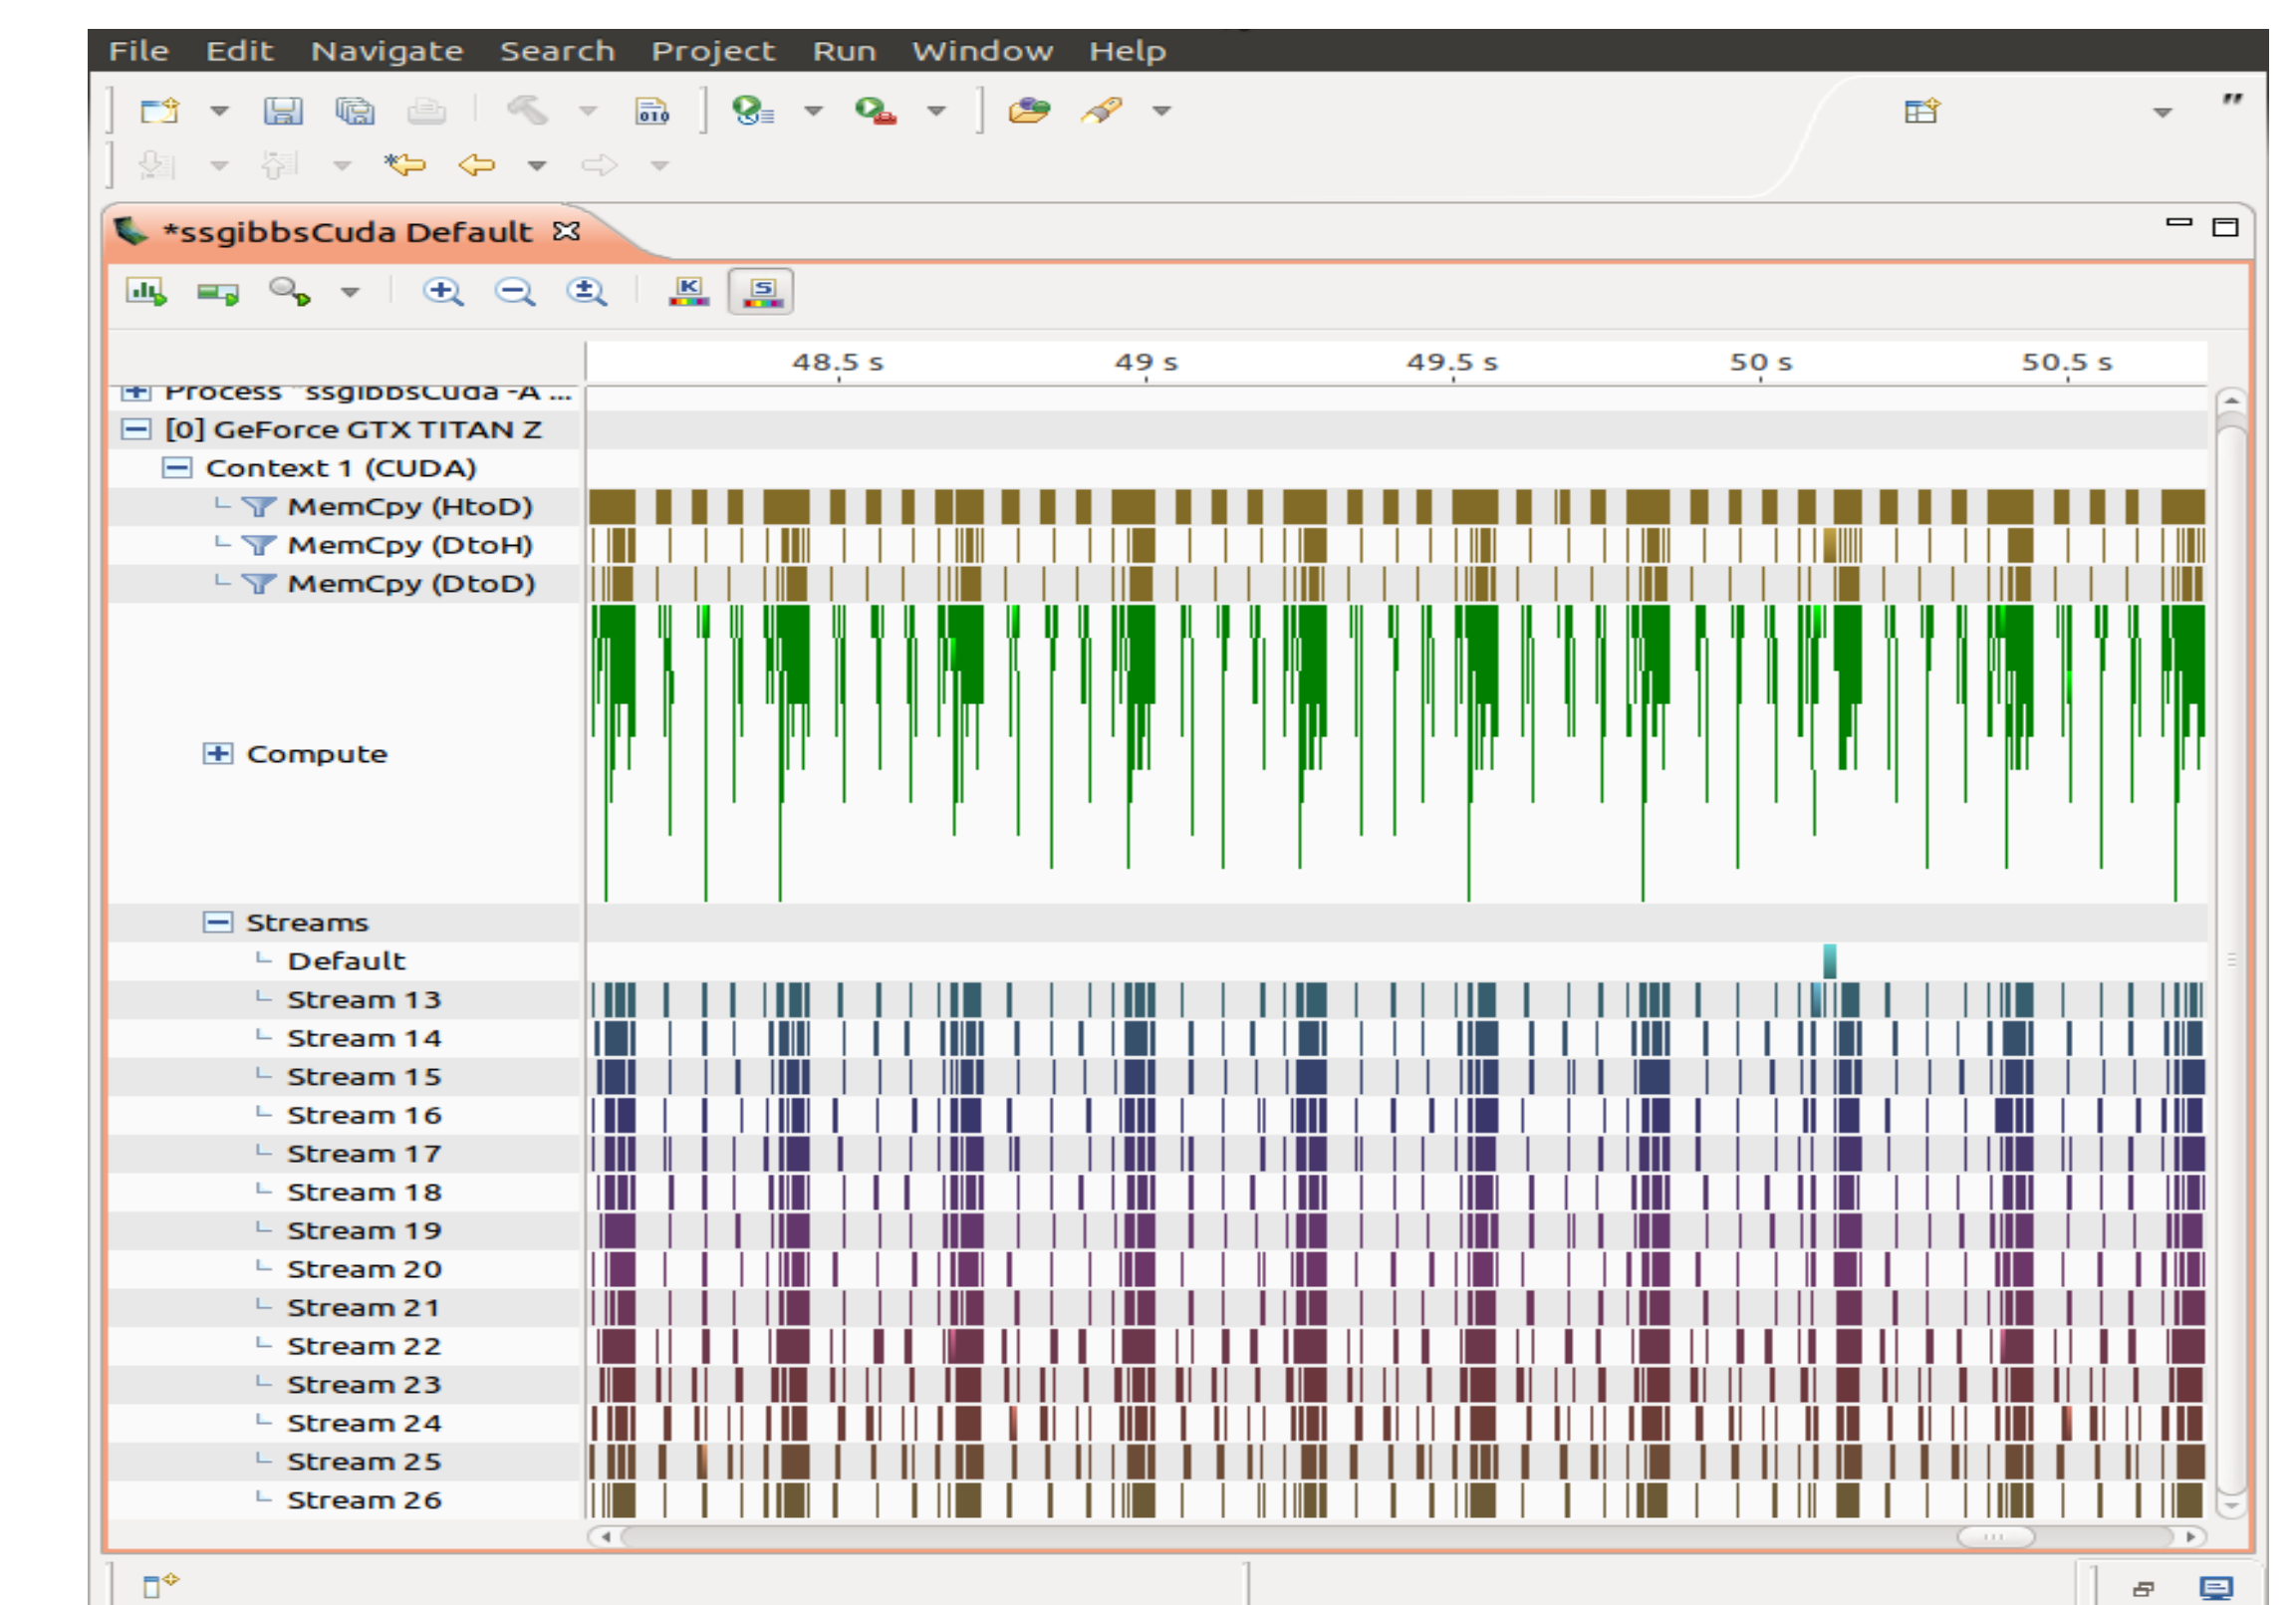 File Edit Navigate Search Project Run Window Help
*ssgibbsCuda Default
48.5 s 49 s 49.5 s 50 s 50.5 s
Process "ssgibbsCuda -A ...
[0] GeForce GTX TITAN Z
Context 1 (CUDA)
MemCpy (HtoD)
MemCpy (DtoH)
MemCpy (DtoD)
Compute
Streams
Default
Stream 13
Stream 14
Stream 15
Stream 16
Stream 17
Stream 18
Stream 19
Stream 20
Stream 21
Stream 22
Stream 23
Stream 24
Stream 25
Stream 26